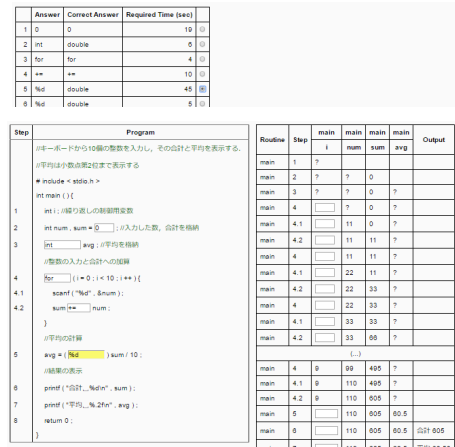 Answer Correct Answer Required Time (sec)
1 0 0 19
2 int double 6
3 for for 4
4 += += 10
5 %d double 45
6 %d double 5
Step Program
//キーボードから10個の整数を入力し、その合計と平均を表示する.
//平均は小数点第2位まで表示する
# include < stdio.h >
int main ( ) {
1 int i ; //繰り返しの制御用変数
2 int num , sum = 0 ; //入力した数, 合計を格納
3 int avg ; //平均を格納
//整数の入力と合計への加算
4 for ( i = 0 ; i < 10 ; i ++ ) {
4.1 scanf ( "%d" , &num ) ;
4.2 sum += num ;
}
//平均の計算
5 avg = ( %d ) sum / 10 ;
//結果の表示
6 printf ( "合計__%d\n" , sum ) ;
7 printf ( "平均__%.2f\n" , avg ) ;
8 return 0 ;
}
Routine Step main main main main Output
i num sum avg
main 1 ?
main 2 ? ? 0
main 3 ? ? 0 ?
main 4 ? 0 ?
main 4.1 11 0 ?
main 4.2 11 11 ?
main 4 11 11 ?
main 4.1 22 11 ?
main 4.2 22 33 ?
main 4 22 33 ?
main 4.1 33 33 ?
main 4.2 33 66 ?
(...)
main 4 9 99 495 ?
main 4.1 9 110 495 ?
main 4.2 9 110 605 ?
main 5 110 605 60.5
main 6 110 605 60.5 合計 605